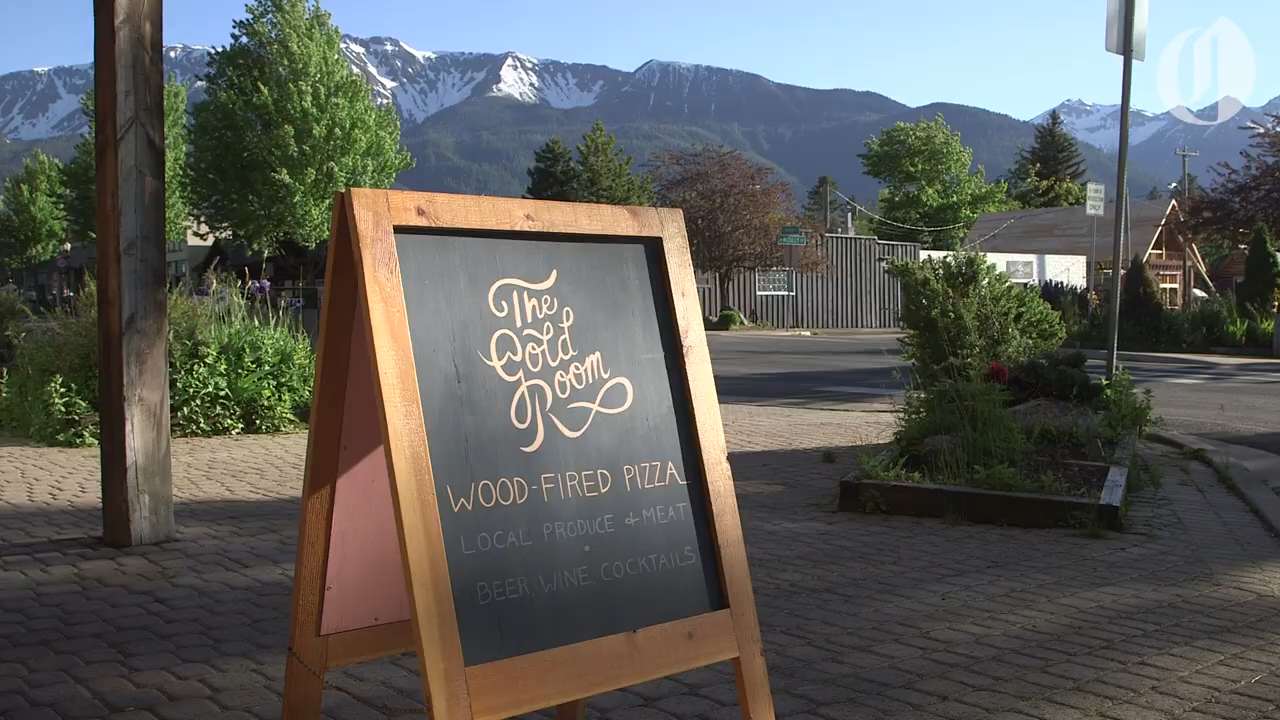 The
Gold
Room
WOOD-FIRED PIZZA
LOCAL PRODUCE & MEAT
BEER, WINE, COCKTAILS